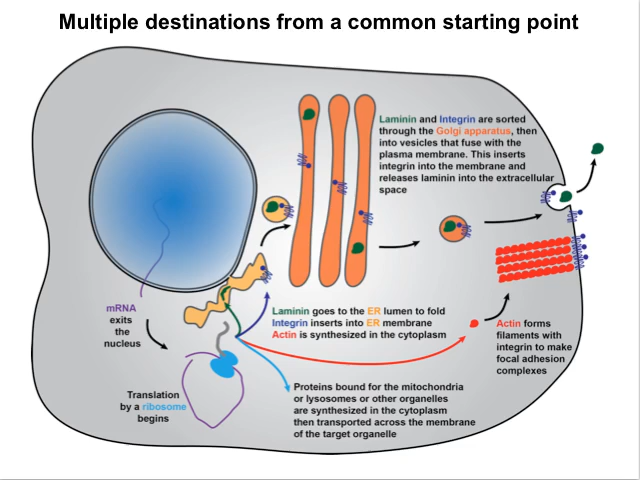 Multiple destinations from a common starting point
Laminin and Integrin are sorted
through the Golgi apparatus, then
into vesicles that fuse with the
plasma membrane. This inserts
integrin into the membrane and
releases laminin into the extracellular
space
mRNA
exits
the
nucleus
Laminin goes to the ER lumen to fold
Integrin inserts into ER membrane
Actin is synthesized in the cytoplasm
Actin forms
filaments with
integrin to make
focal adhesion
complexes
Translation
by a ribosome
begins
Proteins bound for the mitochondria
or lysosomes or other organelles
are synthesized in the cytoplasm
then transported across the membrane
of the target organelle